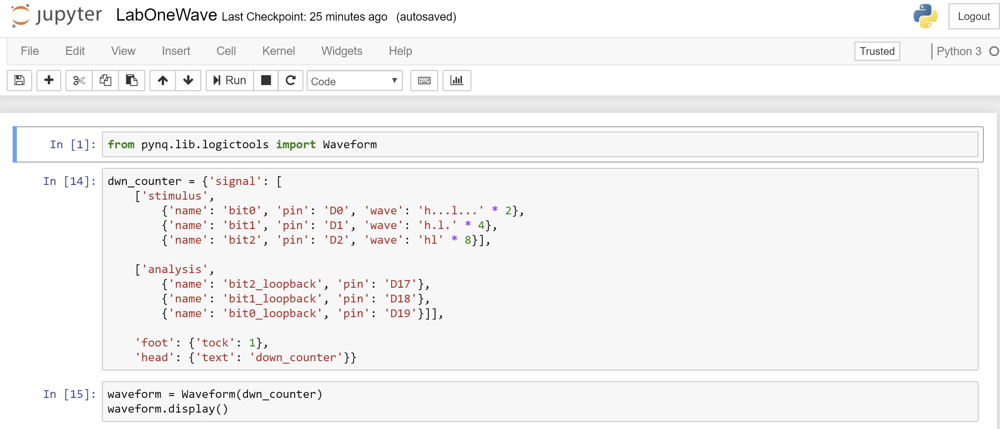 jupyter LabOneWave Last Checkpoint: 25 minutes ago (autosaved) Logout
File Edit View Insert Cell Kernel Widgets Help Trusted Python 3
Run Code
In [1]: from pynq.lib.logictools import Waveform
In [14]: dwn_counter = {'signal': [
    ['stimulus',
        {'name': 'bit0', 'pin': 'D0', 'wave': 'h...l...' * 2},
        {'name': 'bit1', 'pin': 'D1', 'wave': 'h.l.' * 4},
        {'name': 'bit2', 'pin': 'D2', 'wave': 'hl' * 8}],
    ['analysis',
        {'name': 'bit2_loopback', 'pin': 'D17'},
        {'name': 'bit1_loopback', 'pin': 'D18'},
        {'name': 'bit0_loopback', 'pin': 'D19'}]],
    'foot': {'tock': 1},
    'head': {'text': 'down_counter'}}
In [15]: waveform = Waveform(dwn_counter)
waveform.display()